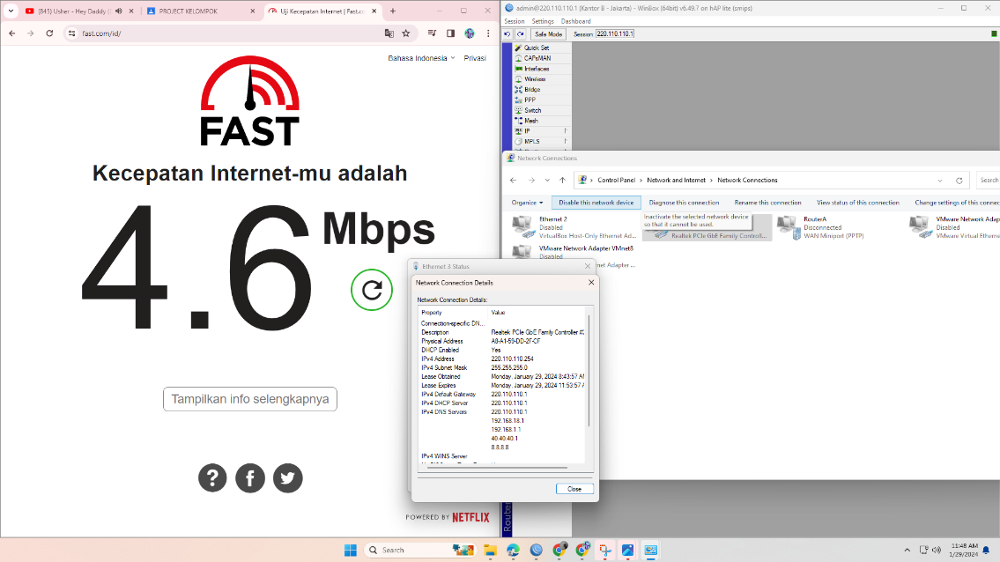 (845) Usher - Hey Daddy (
PROJECT KELOMPOK
Uji Kecepatan Internet | Fast.co
fast.com/id/
Bahasa Indonesia
Privasi
FAST
Kecepatan Internet-mu adalah
4.6 Mbps
Tampilkan info selengkapnya
POWERED BY NETFLIX
admin@220.110.110.1 (Kantor B - Jakarta) - WinBox (64bit) v6.49.7 on hAP lite (smips)
Session Settings Dashboard
Safe Mode Session: 220.110.110.1
Quick Set
CAPsMAN
Interfaces
Wireless
Bridge
PPP
Switch
Mesh
IP
MPLS
Network Connections
Control Panel > Network and Internet > Network Connections
Search
Organize
Disable this network device
Diagnose this connection
Rename this connection
View status of this connection
Change settings of this connec
Ethernet 2
Disabled
VirtualBox Host-Only Ethernet Ad...
Inactivate the selected network device
so that it cannot be used.
Realtek PCIe GbE Family Controll...
RouterA
Disconnected
WAN Miniport (PPTP)
VMware Network Adap
Disabled
VMware Virtual Etherne
VMware Network Adapter VMnet8
Disabled
net Adapter ...
Ethernet 3 Status
Network Connection Details
Network Connection Details:
Property Value
Connection-specific DN...
Description Realtek PCIe GbE Family Controller #
Physical Address A8-A1-59-DD-2F-CF
DHCP Enabled Yes
IPv4 Address 220.110.110.254
IPv4 Subnet Mask 255.255.255.0
Lease Obtained Monday, January 29, 2024 8:43:57 AM
Lease Expires Monday, January 29, 2024 11:53:57 A
IPv4 Default Gateway 220.110.110.1
IPv4 DHCP Server 220.110.110.1
IPv4 DNS Servers 220.110.110.1
192.168.18.1
192.168.1.1
40.40.40.1
8.8.8.8
IPv4 WINS Server
Close
Router
Search
11:48 AM
1/29/2024